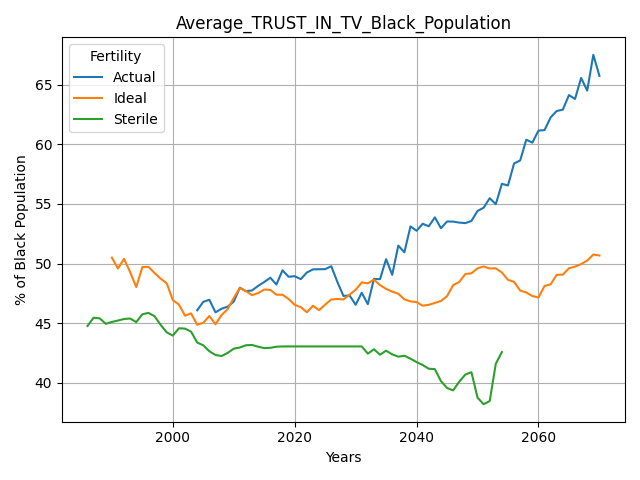 Average_TRUST_IN_TV_Black_Population
Fertility
Actual
Ideal
Sterile
% of Black Population
65
60
55
50
45
40
2000 2020 2040 2060
Years